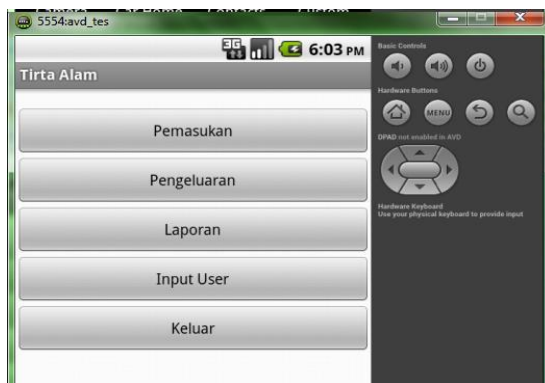 5554:avd_tes
3G 6:03 PM
Tirta Alam
Pemasukan
Pengeluaran
Laporan
Input User
Keluar
Basic Controls
Hardware Buttons
MENU
DPAD not enabled in AVD
Hardware Keyboard
Use your physical keyboard to provide input